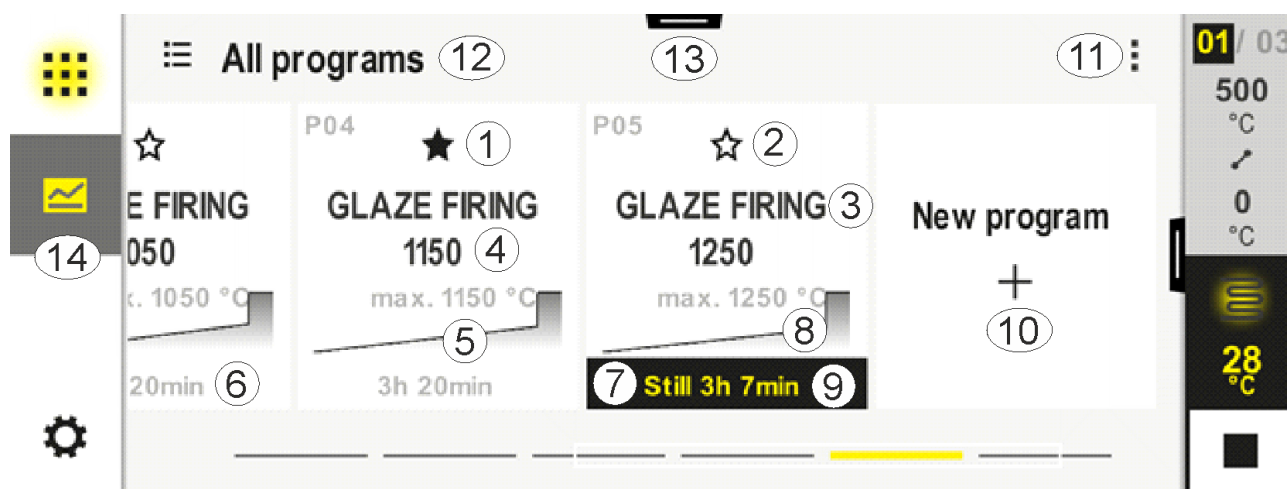 All programs 12
13
11
01/ 03
500
°C
0
°C
28
°C
14
E FIRING
050
x. 1050 °C
20min 6
P04
1
GLAZE FIRING
1150 4
max. 1150 °C
5
3h 20min
P05
2
GLAZE FIRING 3
1250
max. 1250 °C
8
7 Still 3h 7min 9
New program
+
10